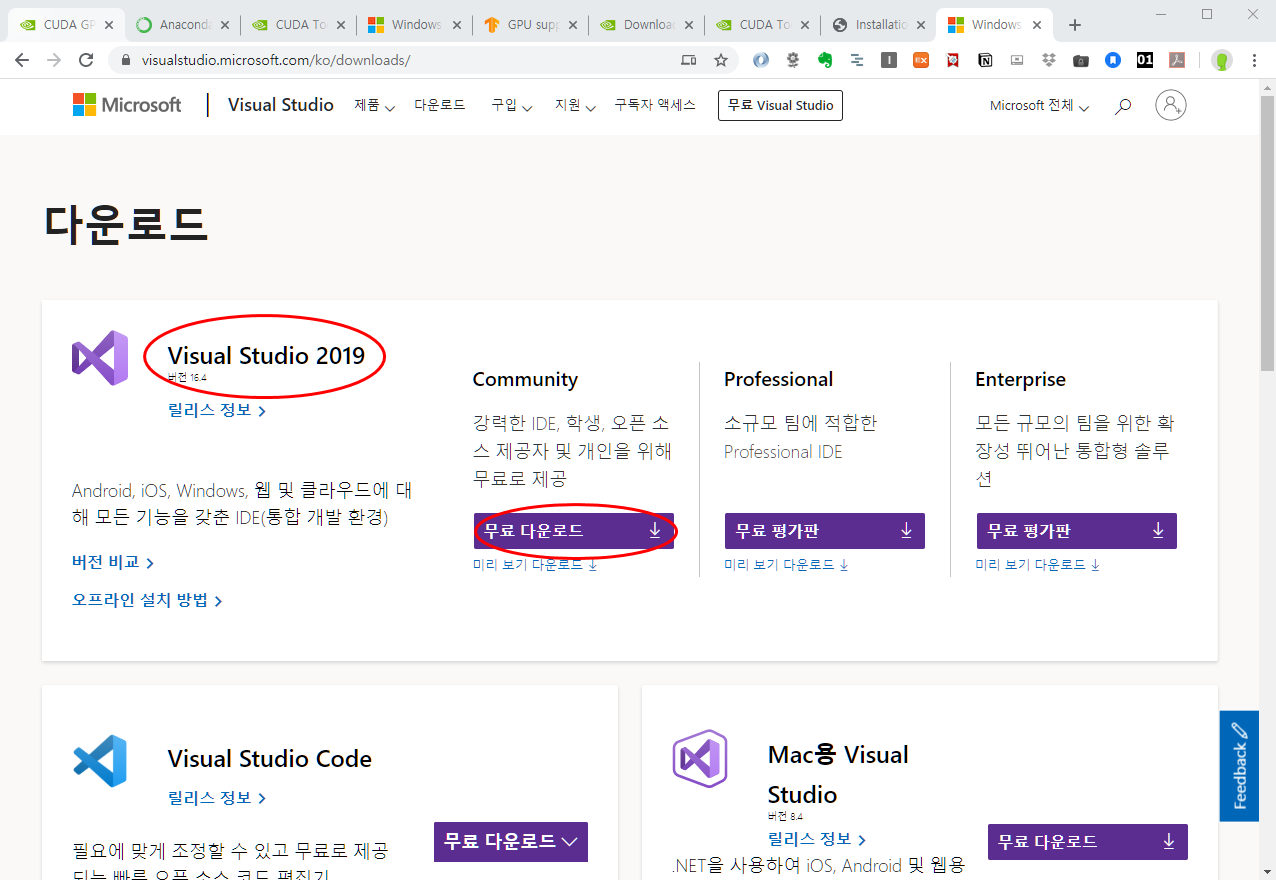 CUDA GP
Anaconda
CUDA To
Windows
GPU supp
Download
CUDA To
Installatio
Windows
visualstudio.microsoft.com/ko/downloads/
Microsoft
Visual Studio
제품
다운로드
구입
지원
구독자 액세스
무료 Visual Studio
Microsoft 전체
다운로드
Visual Studio 2019
버전 16.4
릴리스 정보
Android, iOS, Windows, 웹 및 클라우드에 대
해 모든 기능을 갖춘 IDE(통합 개발 환경)
버전 비교
오프라인 설치 방법
Community
강력한 IDE, 학생, 오픈 소
스 제공자 및 개인을 위해
무료로 제공
무료 다운로드
미리 보기 다운로드
Professional
소규모 팀에 적합한
Professional IDE
무료 평가판
미리 보기 다운로드
Enterprise
모든 규모의 팀을 위한 확
장성 뛰어난 통합형 솔루
션
무료 평가판
미리 보기 다운로드
Visual Studio Code
릴리스 정보
필요에 맞게 조정할 수 있고 무료로 제공
되는 빠른 오픈 소스 코드 편집기
무료 다운로드
Mac용 Visual
Studio
버전 8.4
릴리스 정보
.NET을 사용하여 iOS, Android 및 웹용
무료 다운로드
Feedback